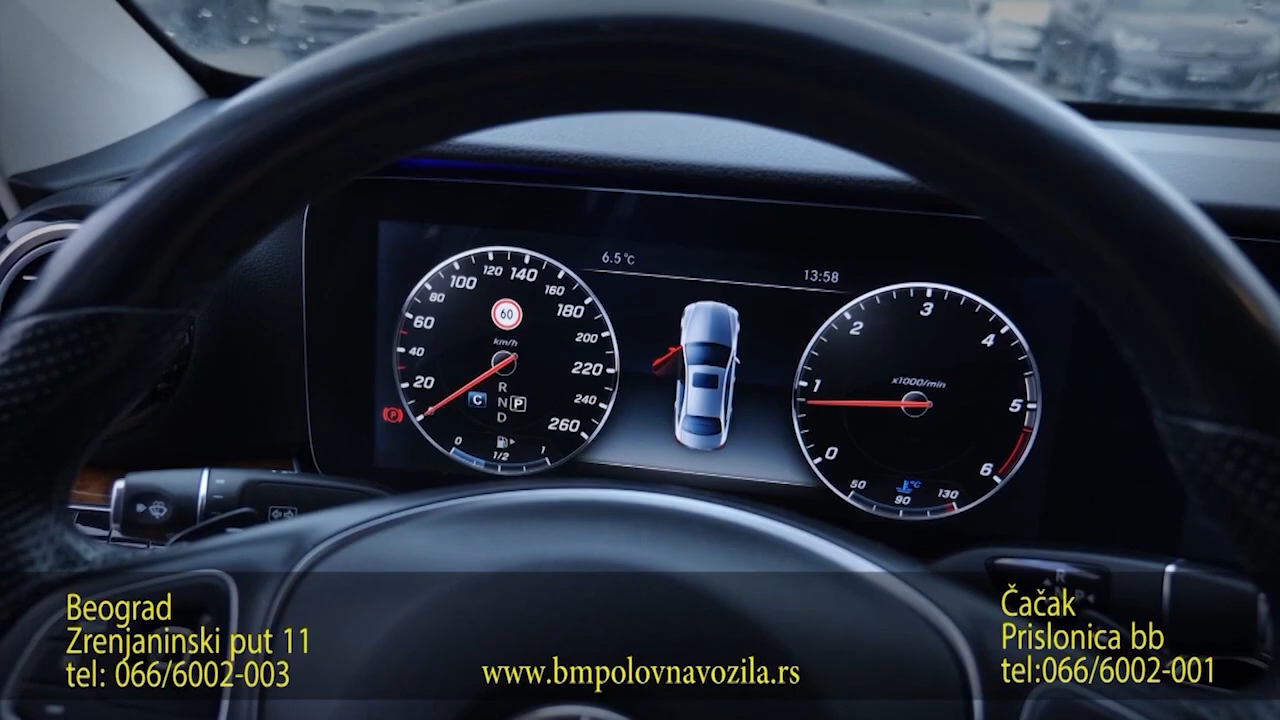 6.5°C
13:58
0
20
40
60
80
100
120
140
160
180
200
220
240
260
60
km/h
R
N
D
C
P
0
1/2
1
0
1
2
3
4
5
6
x1000/min
50
90
130
°C
(P)
R
P
Beograd
Zrenjaninski put 11
tel: 066/6002-003
www.bmpolovnavozila.rs
Čačak
Prislonica bb
tel:066/6002-001